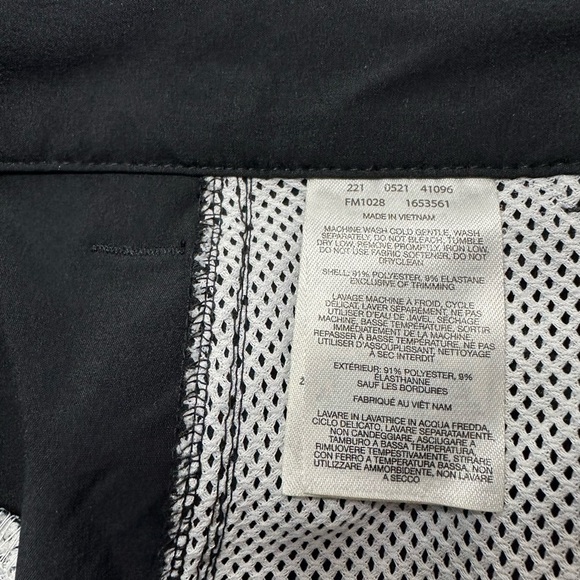 221 0521 41096
FM1028 1653561
MADE IN VIETNAM
MACHINE WASH COLD GENTLE, WASH
SEPARATELY, DO NOT BLEACH, TUMBLE
DRY LOW, REMOVE PROMPTLY, IRON LOW,
DO NOT USE FABRIC SOFTENER, DO NOT
DRYCLEAN
SHELL: 91% POLYESTER, 9% ELASTANE
EXCLUSIVE OF TRIMMING
LAVAGE MACHINE À FROID, CYCLE
DÉLICAT, LAVER SÉPARÉMENT, NE PAS
UTILISER D'EAU DE JAVEL, SÉCHAGE
MACHINE BASSE TEMPÉRATURE, SORTIR
IMMÉDIATEMENT DE LA MACHINE,
REPASSER À BASSE TEMPÉRATURE, NE PAS
UTILISER D'ASSOUPLISSANT, NETTOYAGE
A SEC INTERDIT
EXTÉRIEUR: 91% POLYESTER, 9%
ÉLASTHANNE
SAUF LES BORDURES
FABRIQUÉ AU VIÊT NAM
LAVARE IN LAVATRICE IN ACQUA FREDDA,
CICLO DELICATO, LAVARE SEPARATAMENTE,
NON CANDEGGIARE, ASCIUGARE A
TAMBURO A BASSA TEMPERATURA,
RIMUOVERE TEMPESTIVAMENTE, STIRARE
CON FERRO A TEMPERATURA BASSA, NON
UTILIZZARE AMMORBIDENTE, NON LAVARE
A SECCO
2